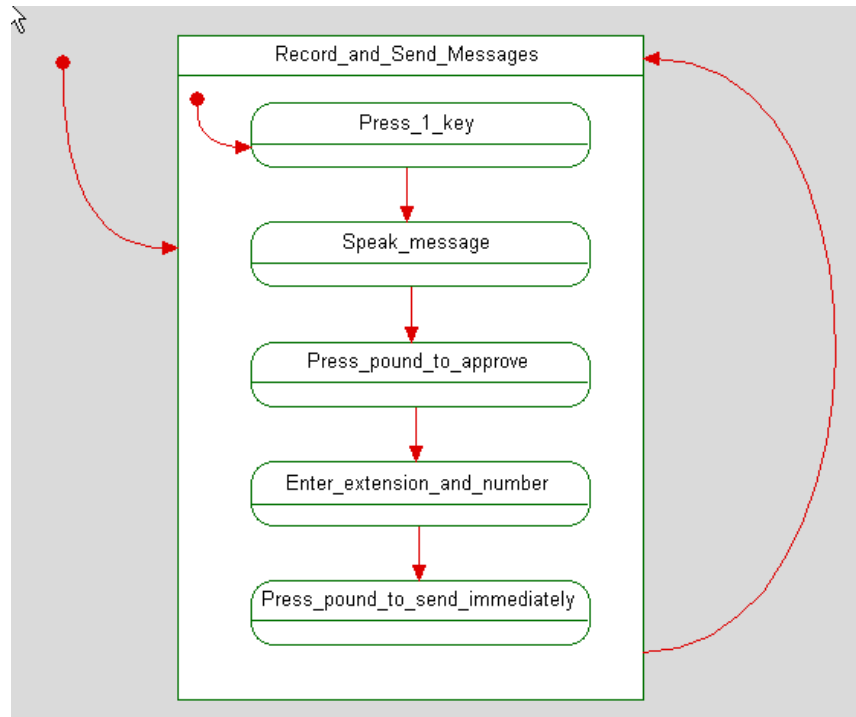 Record_and_Send_Messages
Press_1_key
Speak_message
Press_pound_to_approve
Enter_extension_and_number
Press_pound_to_send_immediately